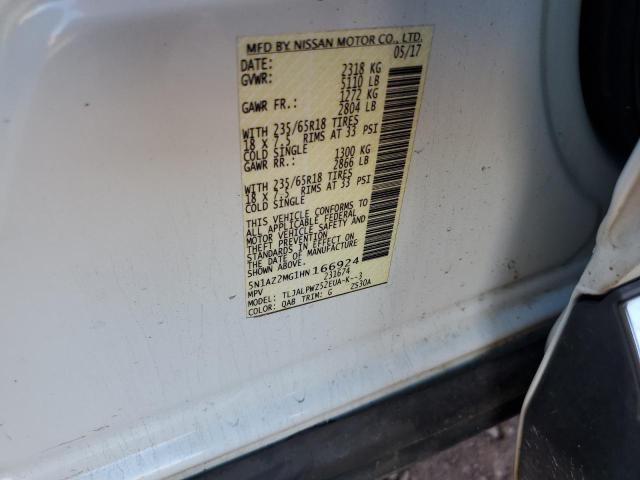 MFD BY NISSAN MOTOR CO., LTD.
DATE: 05/17
GVWR: 2318 KG
5110 LB
GAWR FR.: 1272 KG
2804 LB
WITH 235/65R18 TIRES
18 X 7.5 RIMS AT 33 PSI
COLD SINGLE
GAWR RR.: 1300 KG
2866 LB
WITH 235/65R18 TIRES
18 X 7.5 RIMS AT 33 PSI
COLD SINGLE
THIS VEHICLE CONFORMS TO
ALL APPLICABLE FEDERAL
MOTOR VEHICLE SAFETY AND
THEFT PREVENTION
STANDARDS IN EFFECT ON
THE DATE OF MANUFACTURE
SHOWN ABOVE.
5N1AZ2MG1HN166924
MPV 231674
MODEL: TLJALPWZ52EUA-K--3
COLOR: QAB TRIM: G ZS30A